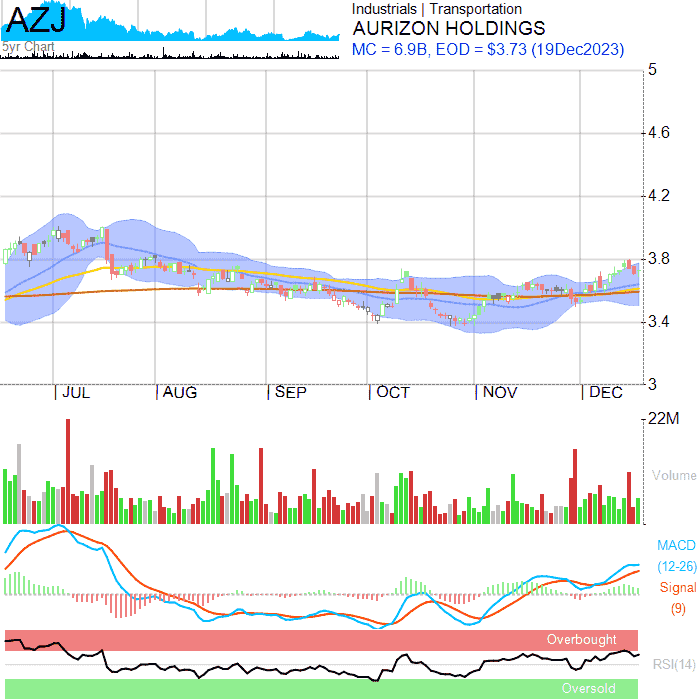 AZJ
5yr Chart
Industrials | Transportation
AURIZON HOLDINGS
MC = 6.9B, EOD = $3.73 (19Dec2023)
5
4.6
4.2
3.8
3.4
3
JUL AUG SEP OCT NOV DEC
22M
Volume
MACD
(12-26)
Signal
(9)
Overbought
RSI(14)
Oversold